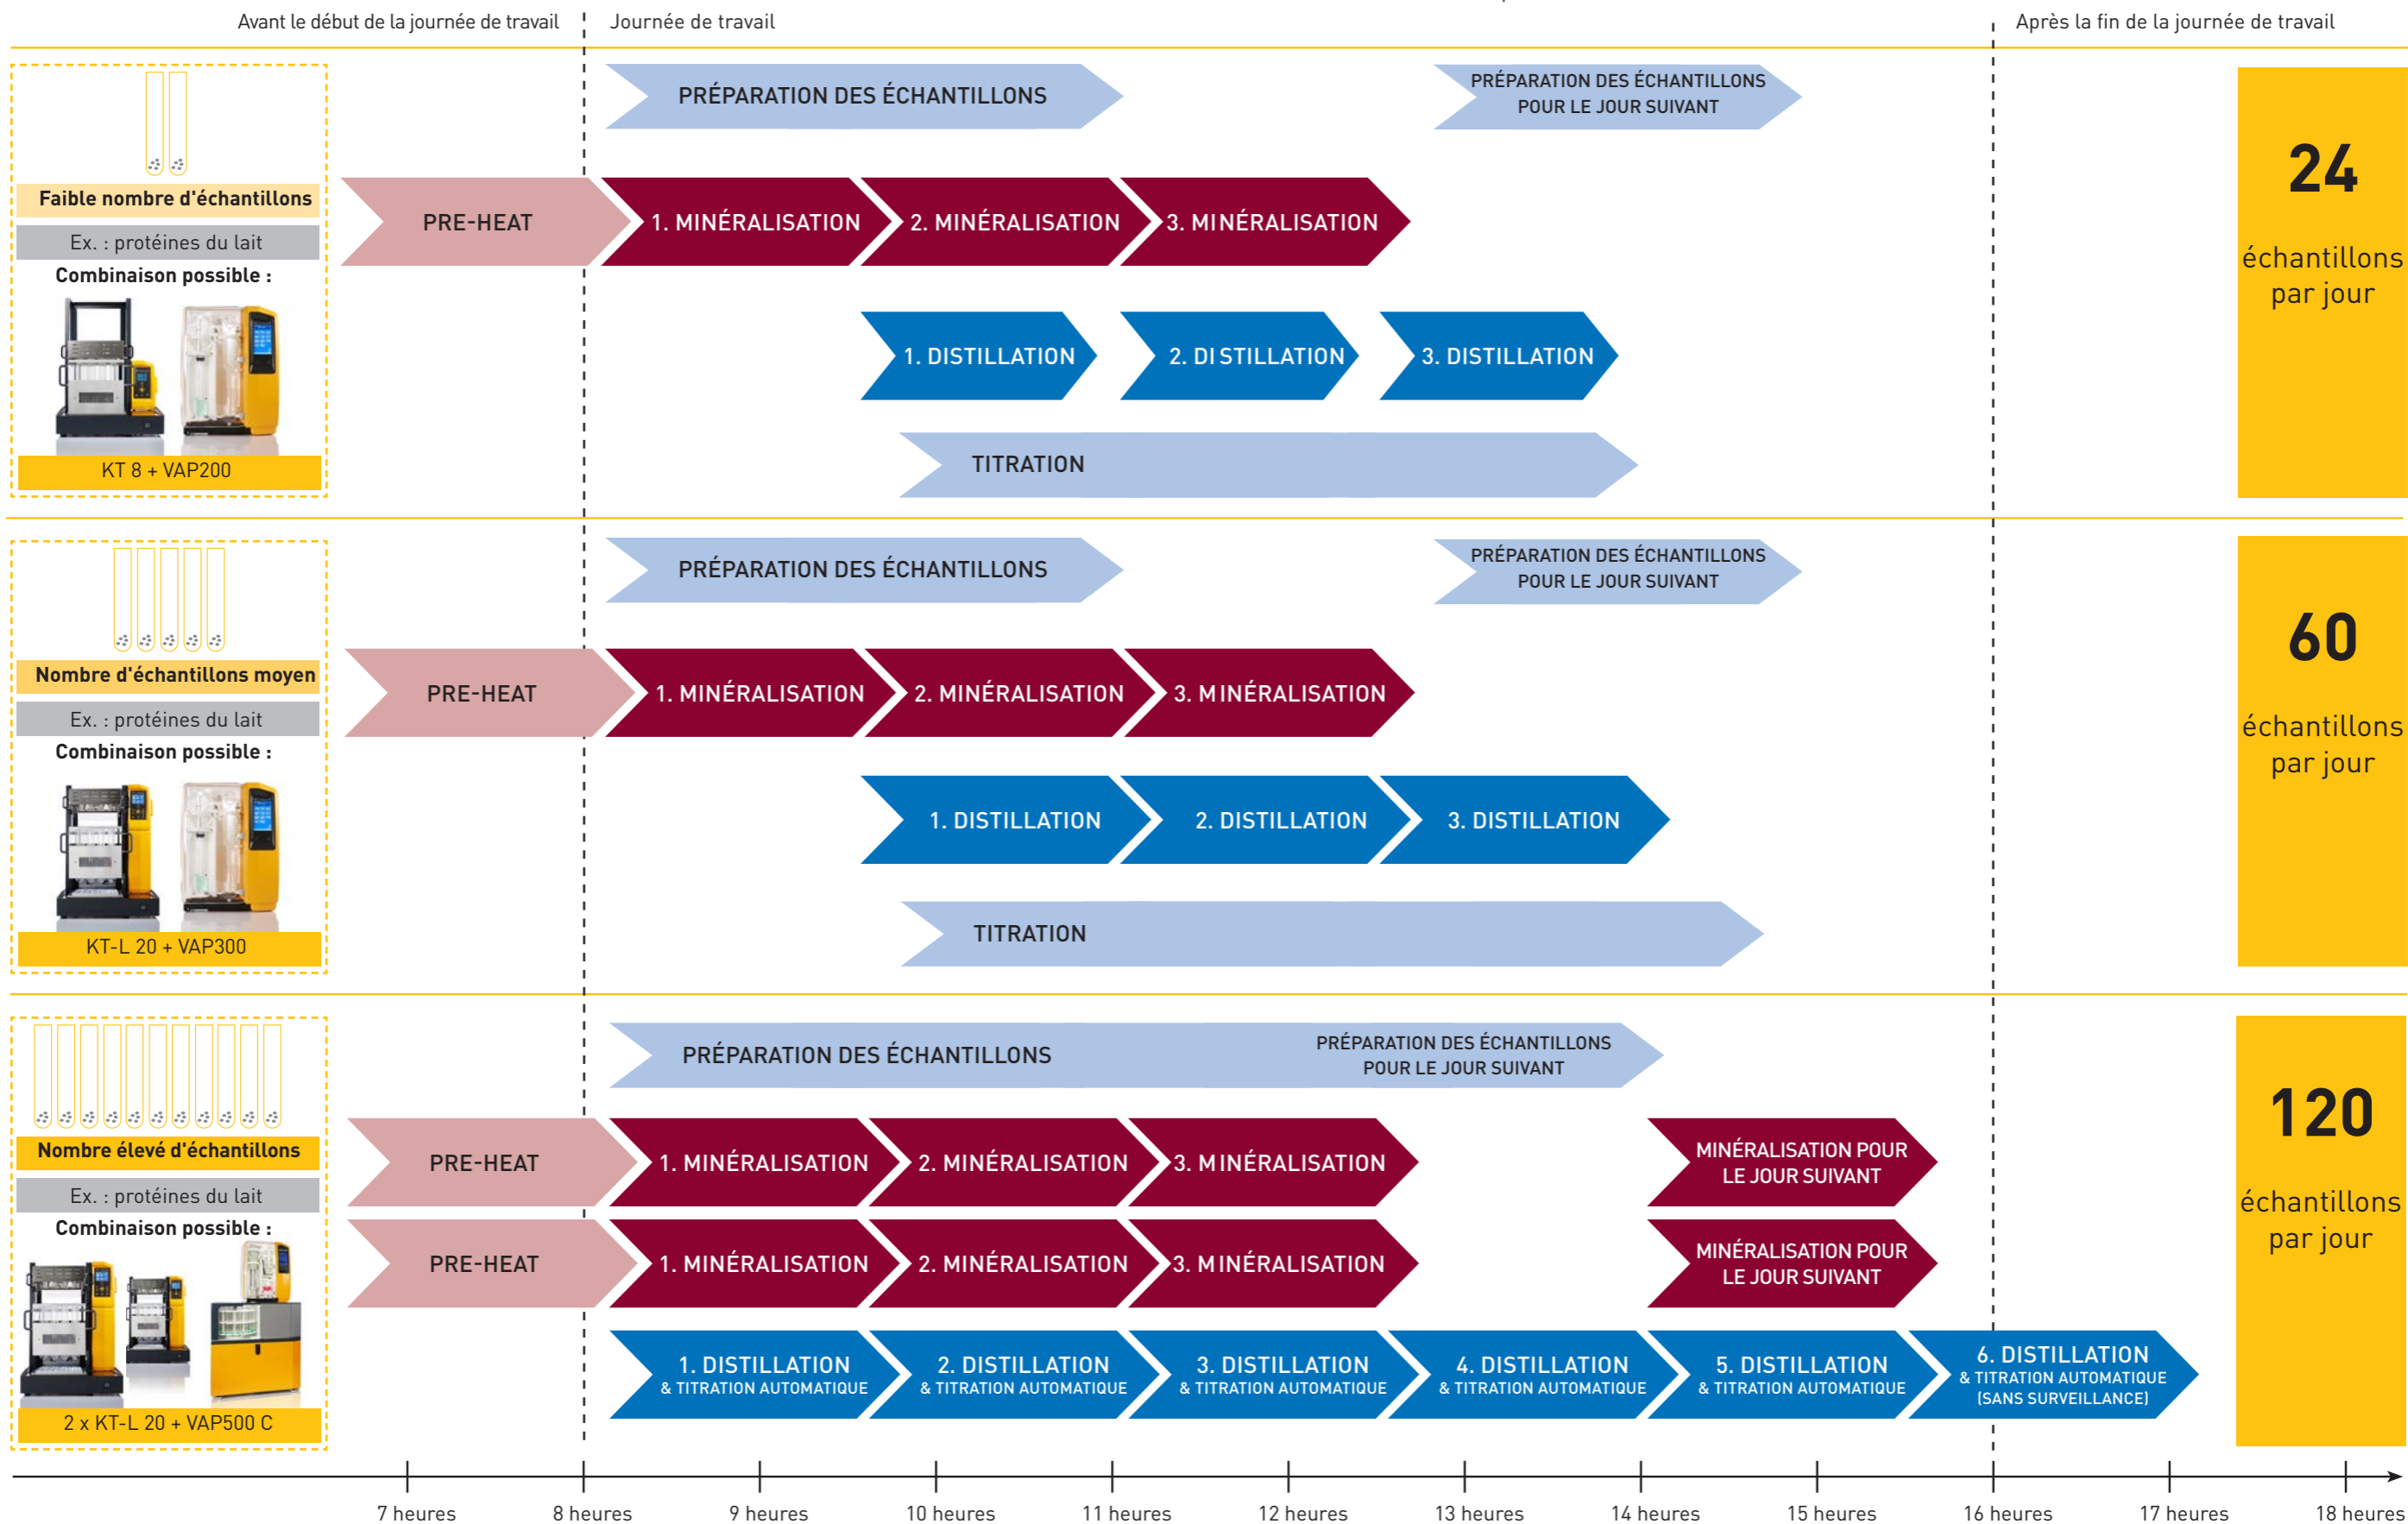 Avant le début de la journée de travail
Journée de travail
Après la fin de la journée de travail
Faible nombre d'échantillons
Ex. : protéines du lait
Combinaison possible :
KT 8 + VAP200
PRÉPARATION DES ÉCHANTILLONS
PRÉPARATION DES ÉCHANTILLONS
POUR LE JOUR SUIVANT
PRE-HEAT
1. MINÉRALISATION
2. MINÉRALISATION
3. MINÉRALISATION
1. DISTILLATION
2. DISTILLATION
3. DISTILLATION
TITRATION
24
échantillons
par jour
Nombre d'échantillons moyen
Ex. : protéines du lait
Combinaison possible :
KT-L 20 + VAP300
PRÉPARATION DES ÉCHANTILLONS
PRÉPARATION DES ÉCHANTILLONS
POUR LE JOUR SUIVANT
PRE-HEAT
1. MINÉRALISATION
2. MINÉRALISATION
3. MINÉRALISATION
1. DISTILLATION
2. DISTILLATION
3. DISTILLATION
TITRATION
60
échantillons
par jour
Nombre élevé d'échantillons
Ex. : protéines du lait
Combinaison possible :
2 x KT-L 20 + VAP500 C
PRÉPARATION DES ÉCHANTILLONS
PRÉPARATION DES ÉCHANTILLONS
POUR LE JOUR SUIVANT
PRE-HEAT
1. MINÉRALISATION
2. MINÉRALISATION
3. MINÉRALISATION
MINÉRALISATION POUR
LE JOUR SUIVANT
PRE-HEAT
1. MINÉRALISATION
2. MINÉRALISATION
3. MINÉRALISATION
MINÉRALISATION POUR
LE JOUR SUIVANT
1. DISTILLATION
& TITRATION AUTOMATIQUE
2. DISTILLATION
& TITRATION AUTOMATIQUE
3. DISTILLATION
& TITRATION AUTOMATIQUE
4. DISTILLATION
& TITRATION AUTOMATIQUE
5. DISTILLATION
& TITRATION AUTOMATIQUE
6. DISTILLATION
& TITRATION AUTOMATIQUE
(SANS SURVEILLANCE)
120
échantillons
par jour
7 heures
8 heures
9 heures
10 heures
11 heures
12 heures
13 heures
14 heures
15 heures
16 heures
17 heures
18 heures